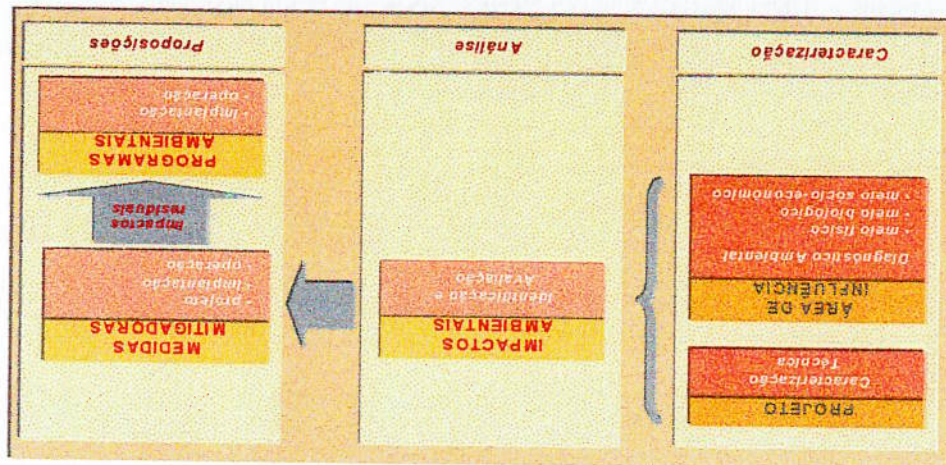 PROJETO
Caracterização
Técnica
ÁREA DE
INFLUÊNCIA
Diagnóstico Ambiental
- meio físico
- meio biológico
- meio sócio-econômico
Caracterização
IMPACTOS
AMBIENTAIS
Identificação e
Avaliação
Análise
MEDIDAS
MITIGADORAS
- projeto
- implantação
- operação
impactos
residuais
PROGRAMAS
AMBIENTAIS
- implantação
- operação
Proposições